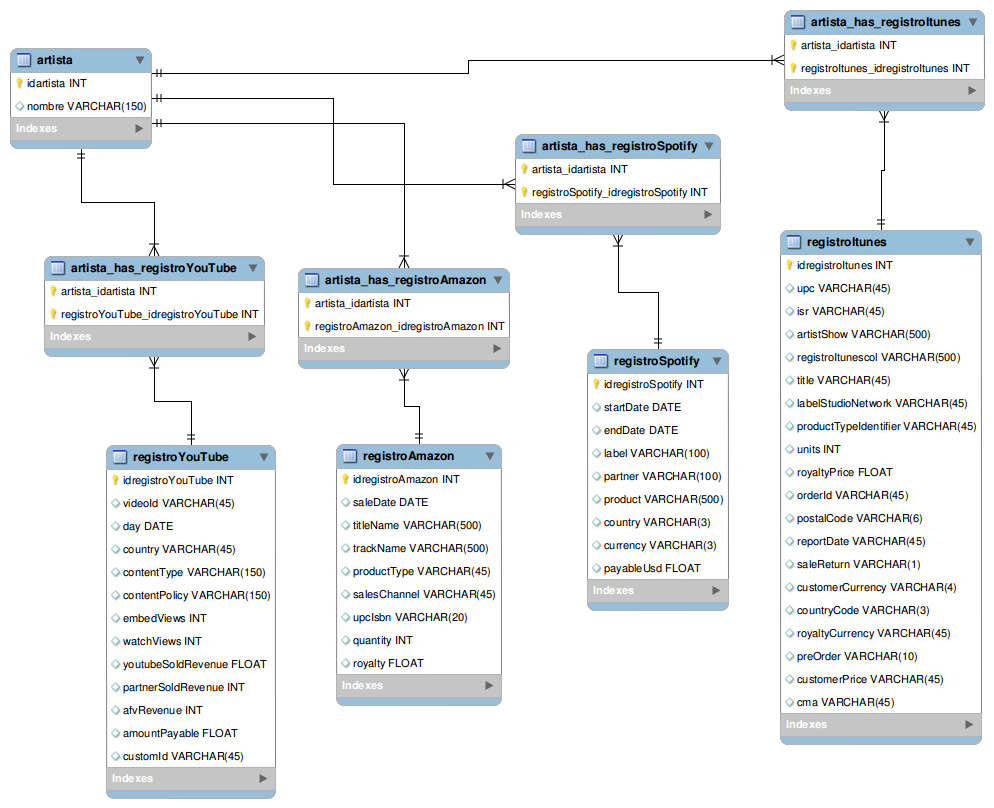 artista
idartista INT
nombre VARCHAR(150)
Indexes
artista_has_registroItunes
artista_idartista INT
registroItunes_idregistroItunes INT
Indexes
artista_has_registroSpotify
artista_idartista INT
registroSpotify_idregistroSpotify INT
Indexes
artista_has_registroYouTube
artista_idartista INT
registroYouTube_idregistroYouTube INT
Indexes
artista_has_registroAmazon
artista_idartista INT
registroAmazon_idregistroAmazon INT
Indexes
registroYouTube
idregistroYouTube INT
videoId VARCHAR(45)
day DATE
country VARCHAR(45)
contentType VARCHAR(150)
contentPolicy VARCHAR(150)
embedViews INT
watchViews INT
youtubeSoldRevenue FLOAT
partnerSoldRevenue INT
afvRevenue INT
amountPayable FLOAT
customId VARCHAR(45)
Indexes
registroAmazon
idregistroAmazon INT
saleDate DATE
titleName VARCHAR(500)
trackName VARCHAR(500)
productType VARCHAR(45)
salesChannel VARCHAR(45)
upcIsbn VARCHAR(20)
quantity INT
royalty FLOAT
Indexes
registroSpotify
idregistroSpotify INT
startDate DATE
endDate DATE
label VARCHAR(100)
partner VARCHAR(100)
product VARCHAR(500)
country VARCHAR(3)
currency VARCHAR(3)
payableUsd FLOAT
Indexes
registroItunes
idregistroItunes INT
upc VARCHAR(45)
isr VARCHAR(45)
artistShow VARCHAR(500)
registroItunescol VARCHAR(500)
title VARCHAR(45)
labelStudioNetwork VARCHAR(45)
productTypeIdentifier VARCHAR(45)
units INT
royaltyPrice FLOAT
orderId VARCHAR(45)
postalCode VARCHAR(6)
reportDate VARCHAR(45)
saleReturn VARCHAR(1)
customerCurrency VARCHAR(4)
countryCode VARCHAR(3)
royaltyCurrency VARCHAR(45)
preOrder VARCHAR(10)
customerPrice VARCHAR(45)
cma VARCHAR(45)
Indexes